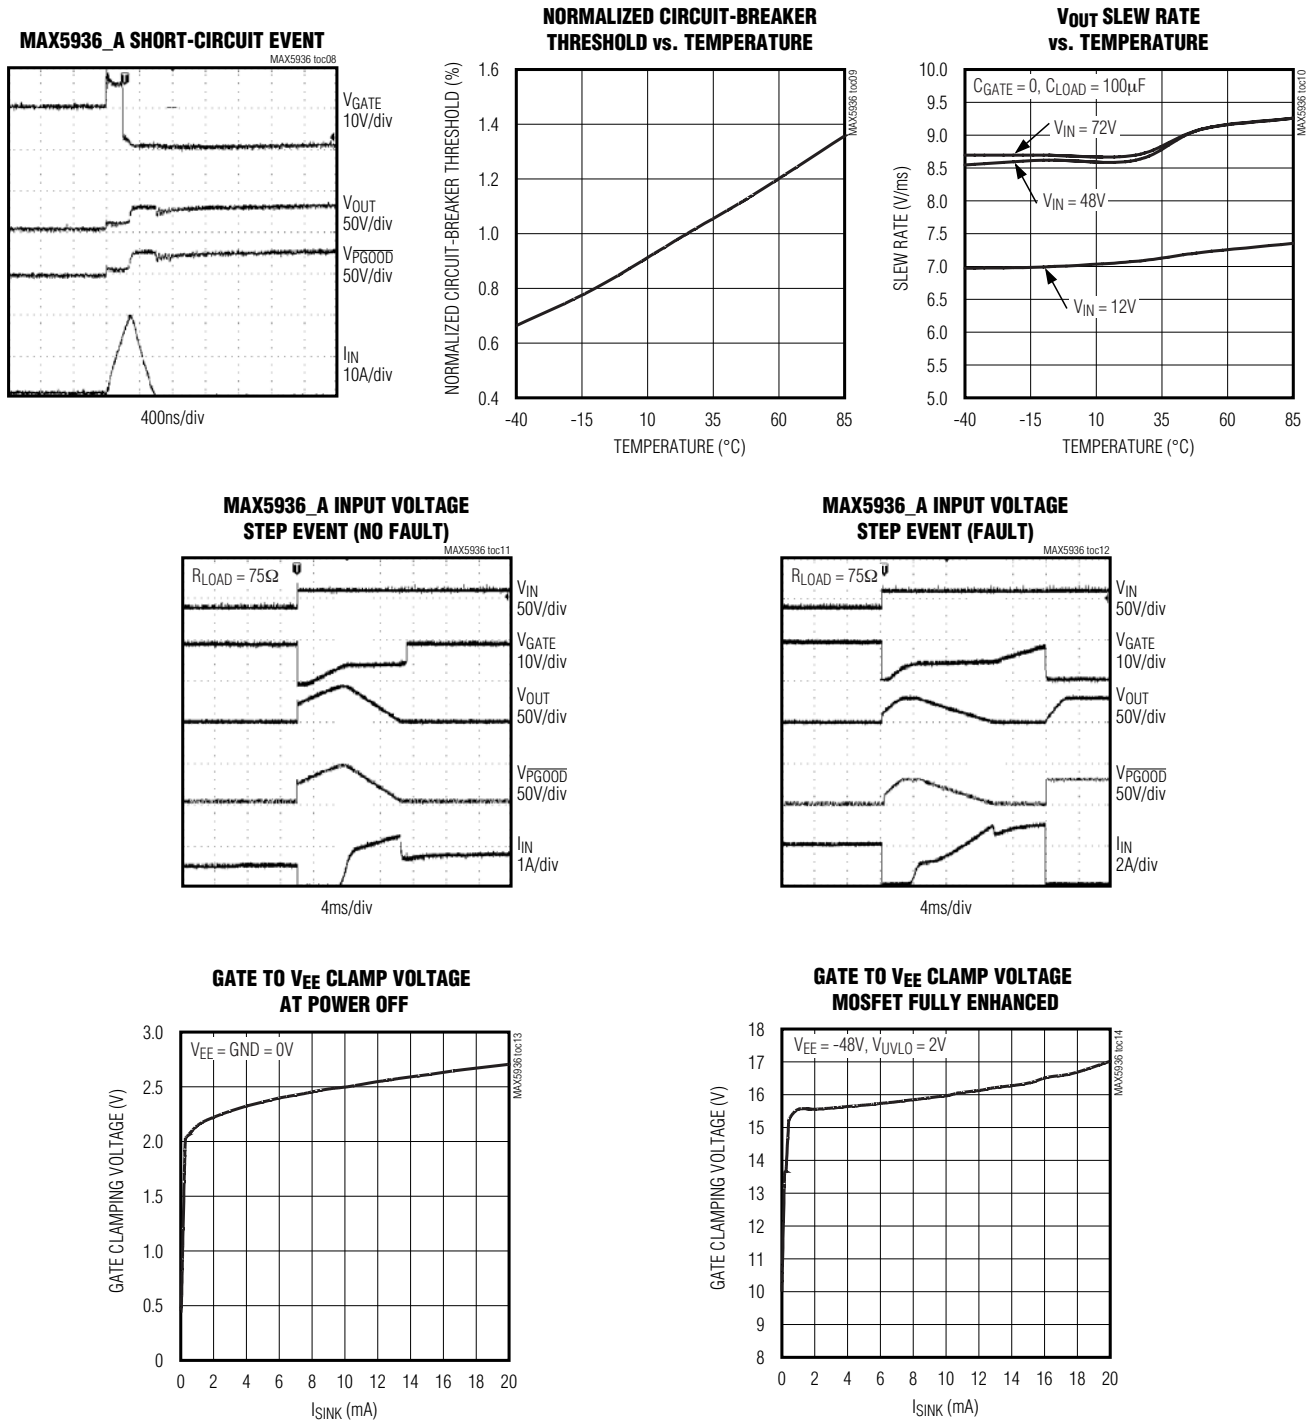 MAX5936_A SHORT-CIRCUIT EVENT
MAX5936 toc08
VGATE
10V/div
VOUT
50V/div
VPGOOD
50V/div
IIN
10A/div
400ns/div
NORMALIZED CIRCUIT-BREAKER
THRESHOLD vs. TEMPERATURE
MAX5936 toc09
NORMALIZED CIRCUIT-BREAKER THRESHOLD (%)
1.6
1.4
1.2
1.0
0.8
0.6
0.4
-40 -15 10 35 60 85
TEMPERATURE (°C)
VOUT SLEW RATE
vs. TEMPERATURE
MAX5936 toc10
CGATE = 0, CLOAD = 100μF
VIN = 72V
VIN = 48V
VIN = 12V
SLEW RATE (V/ms)
10.0
9.5
9.0
8.5
8.0
7.5
7.0
6.5
6.0
5.5
5.0
-40 -15 10 35 60 85
TEMPERATURE (°C)
MAX5936_A INPUT VOLTAGE
STEP EVENT (NO FAULT)
MAX5936 toc11
RLOAD = 75Ω
VIN
50V/div
VGATE
10V/div
VOUT
50V/div
VPGOOD
50V/div
IIN
1A/div
4ms/div
MAX5936_A INPUT VOLTAGE
STEP EVENT (FAULT)
MAX5936 toc12
RLOAD = 75Ω
VIN
50V/div
VGATE
10V/div
VOUT
50V/div
VPGOOD
50V/div
IIN
2A/div
4ms/div
GATE TO VEE CLAMP VOLTAGE
AT POWER OFF
MAX5936 toc13
VEE = GND = 0V
GATE CLAMPING VOLTAGE (V)
3.0
2.5
2.0
1.5
1.0
0.5
0
0 2 4 6 8 10 12 14 16 18 20
ISINK (mA)
GATE TO VEE CLAMP VOLTAGE
MOSFET FULLY ENHANCED
MAX5936 toc14
VEE = -48V, VUVLO = 2V
GATE CLAMPING VOLTAGE (V)
18
17
16
15
14
13
12
11
10
9
8
0 2 4 6 8 10 12 14 16 18 20
ISINK (mA)